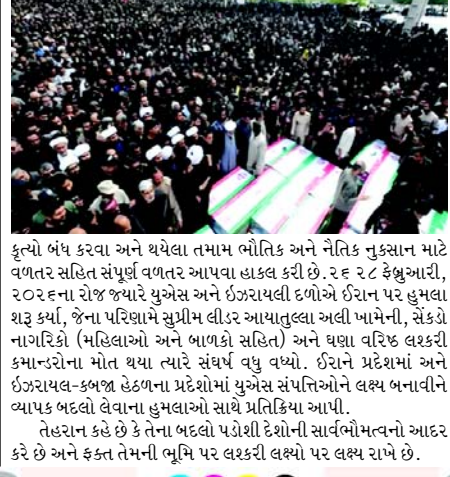 કૃત્યો બંધ કરવા અને થયેલા તમામ ભૌતિક અને નૈતિક નુકસાન માટે
વળતર સહિત સંપૂર્ણ વળતર આપવા હાકલ કરી છે. ૨૬ ૨૮ ફેબ્રુઆરી,
૨૦૨૬ના રોજ જ્યારે યુએસ અને ઇઝરાયલી દળોએ ઈરાન પર હુમલા
શરૂ કર્યા, જેના પરિણામે સુપ્રીમ લીડર આયાતુલ્લા અલી ખામેની, સેંકડો
નાગરિકો (મહિલાઓ અને બાળકો સહિત) અને ઘણા વરિષ્ઠ લશ્કરી
કમાન્ડરોના મોત થયા ત્યારે સંઘર્ષ વધુ વધ્યો. ઈરાને પ્રદેશમાં અને
ઇઝરાયલ-કબજા હેઠળના પ્રદેશોમાં યુએસ સંપત્તિઓને લક્ષ્ય બનાવીને
વ્યાપક બદલો લેવાના હુમલાઓ સાથે પ્રતિક્રિયા આપી.
તેહરાન કહે છે કે તેના બદલો પડોશી દેશોની સાર્વભૌમત્વનો આદર
કરે છે અને ફક્ત તેમની ભૂમિ પર લશ્કરી લક્ષ્યો પર લક્ષ્ય રાખે છે.